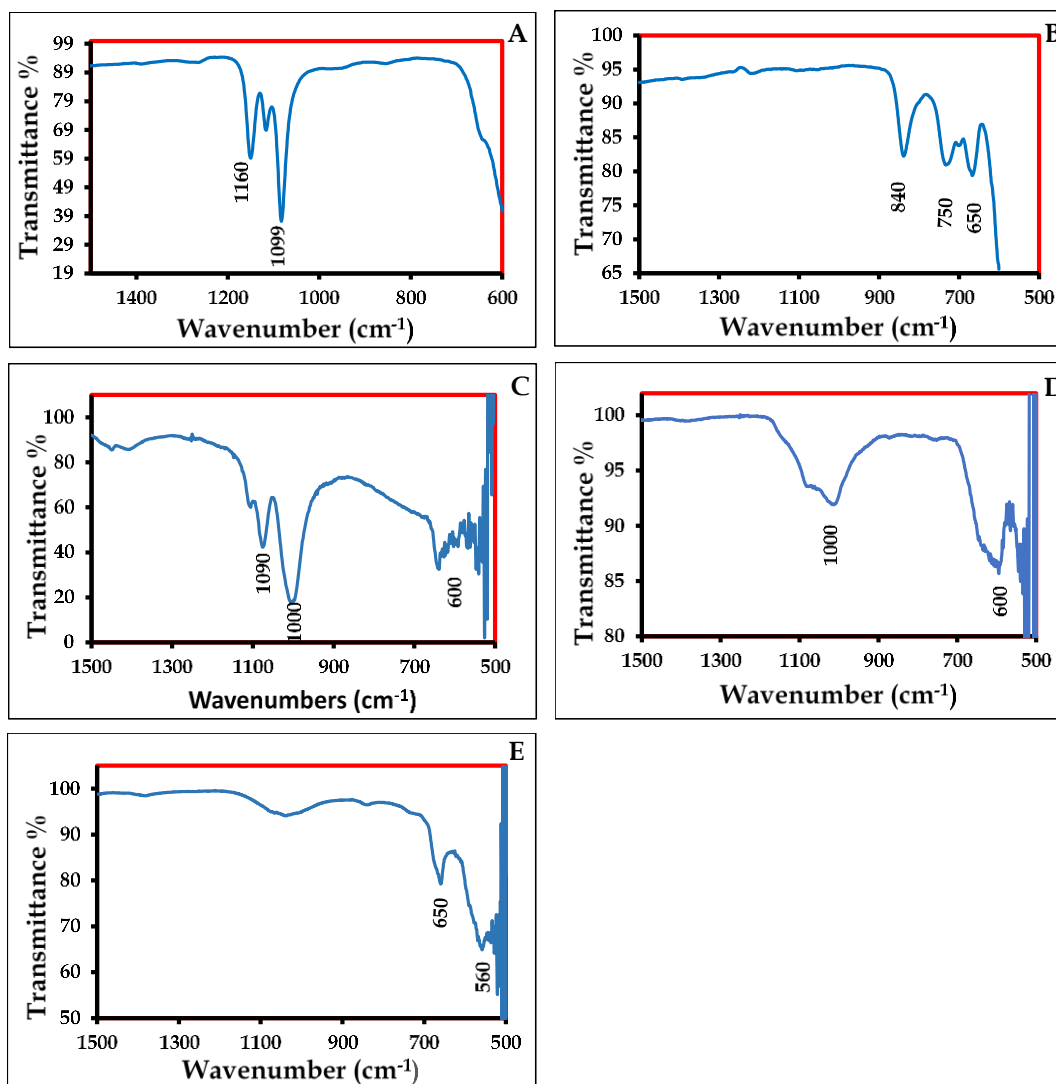 A
Transmittance %
99
89
79
69
59
49
39
29
19
1160
1099
1400 1200 1000 800 600
Wavenumber (cm-1)
B
Transmittance %
100
95
90
85
80
75
70
65
840
750
650
1500 1300 1100 900 700 500
Wavenumber (cm-1)
C
Transmittance %
100
80
60
40
20
0
1090
1000
600
1500 1300 1100 900 700 500
Wavenumbers (cm-1)
D
Transmittance %
100
95
90
85
80
1000
600
1500 1300 1100 900 700 500
Wavenumber (cm-1)
E
Transmittance %
100
90
80
70
60
50
650
560
1500 1300 1100 900 700 500
Wavenumber (cm-1)